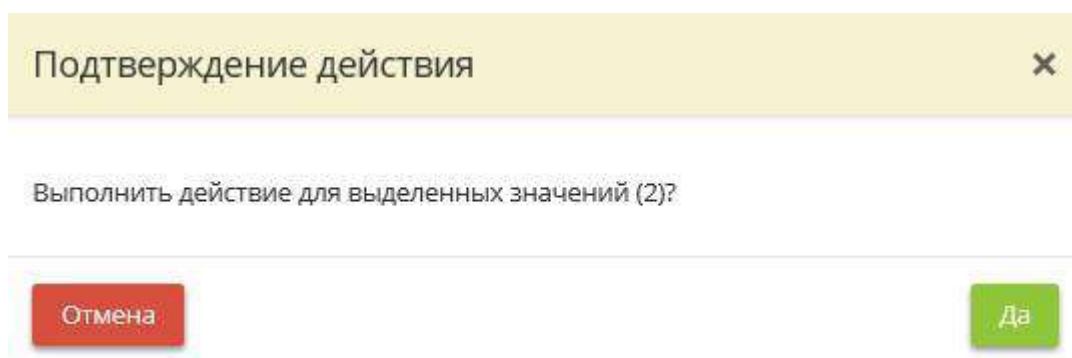 Подтверждение действия
Выполнить действие для выделенных значений (2)?
Отмена
Да